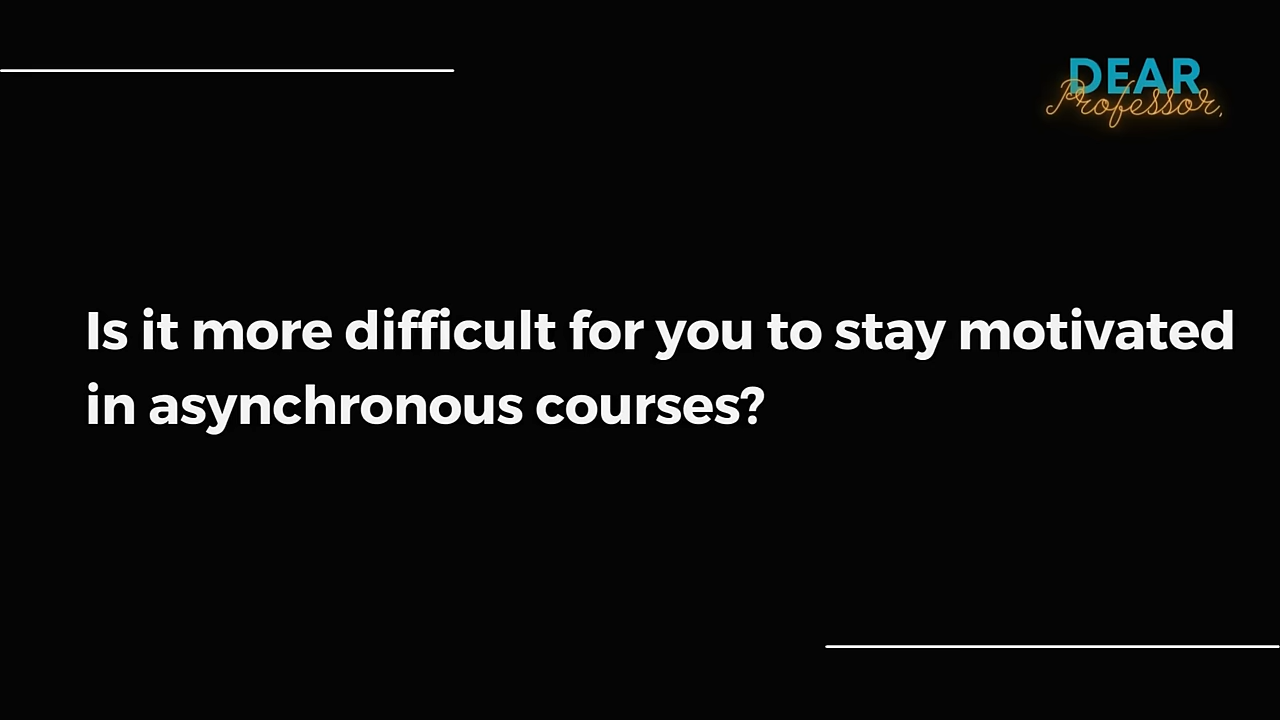 DEAR
Professor,
Is it more difficult for you to stay motivated
in asynchronous courses?